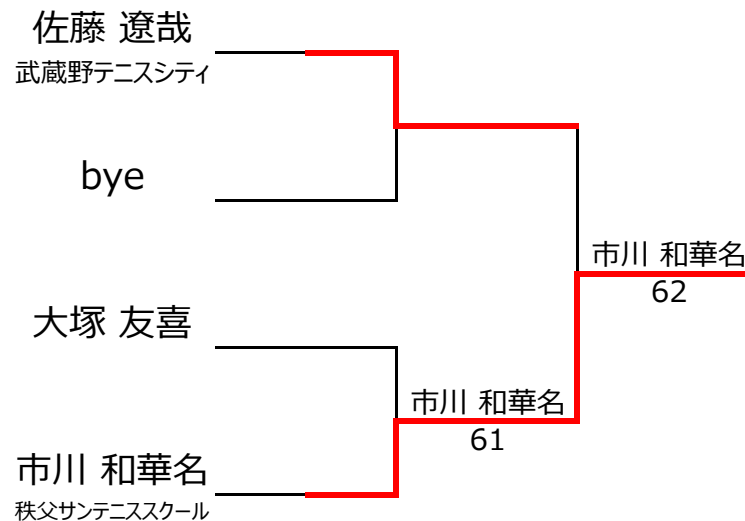 佐藤 遼哉
武蔵野テニスシティ
bye
市川 和華名
62
大塚 友喜
市川 和華名
61
市川 和華名
秩父サンテニススクール